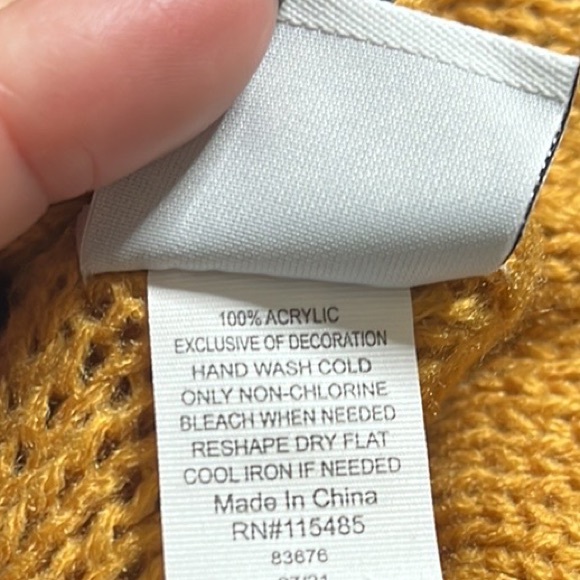 100% ACRYLIC
EXCLUSIVE OF DECORATION
HAND WASH COLD
ONLY NON-CHLORINE
BLEACH WHEN NEEDED
RESHAPE DRY FLAT
COOL IRON IF NEEDED
Made In China
RN#115485
83676